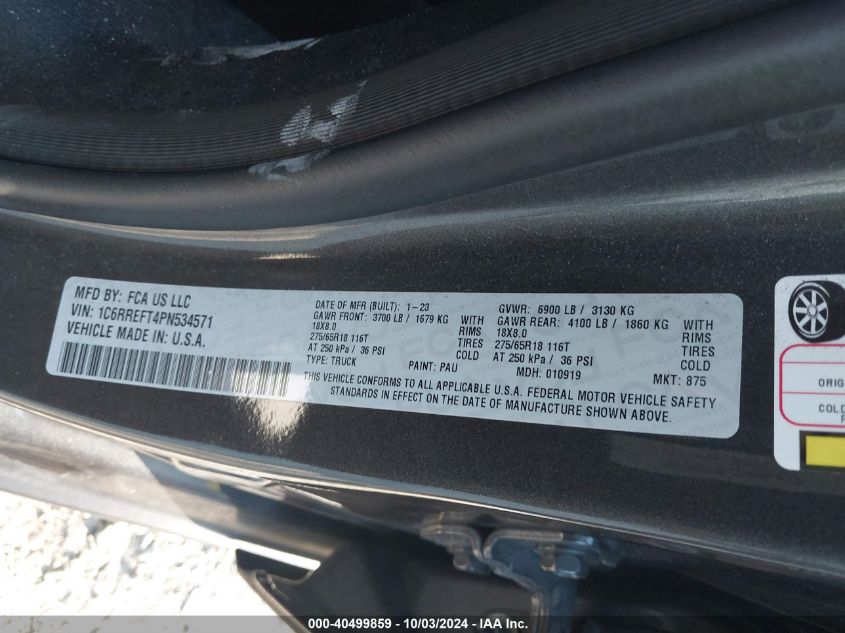 MFD BY: FCA US LLC
VIN: 1C6RREFT4PN534571
VEHICLE MADE IN: U.S.A.
DATE OF MFR (BUILT): 1-23
GVWR: 6900 LB / 3130 KG
GAWR FRONT: 3700 LB / 1679 KG WITH
GAWR REAR: 4100 LB / 1860 KG WITH
18X8.0 RIMS
18X8.0 RIMS
275/65R18 116T TIRES
275/65R18 116T TIRES
AT 250 kPa / 36 PSI COLD
AT 250 kPa / 36 PSI COLD
TYPE: TRUCK PAINT: PAU MDH: 010919 MKT: 875
THIS VEHICLE CONFORMS TO ALL APPLICABLE U.S.A. FEDERAL MOTOR VEHICLE SAFETY
STANDARDS IN EFFECT ON THE DATE OF MANUFACTURE SHOWN ABOVE.
COLD
000-40499859 - 10/03/2024 - IAA Inc.